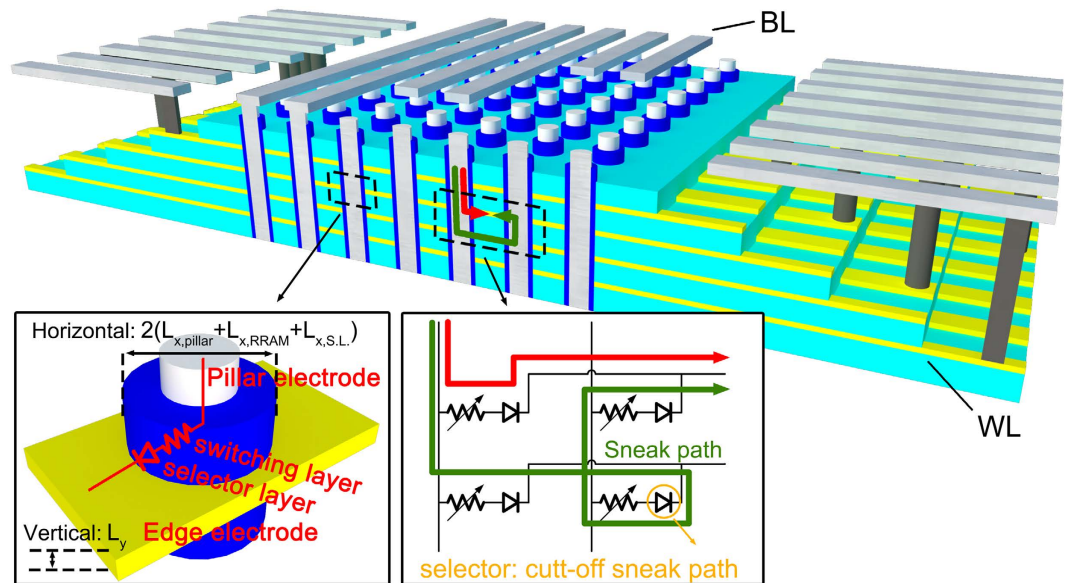 BL
WL
Horizontal: 2(Lx,pillar+Lx,RRAM+Lx,S.L.)
Pillar electrode
switching layer
selector layer
Edge electrode
Vertical: Ly
Sneak path
selector: cutt-off sneak path